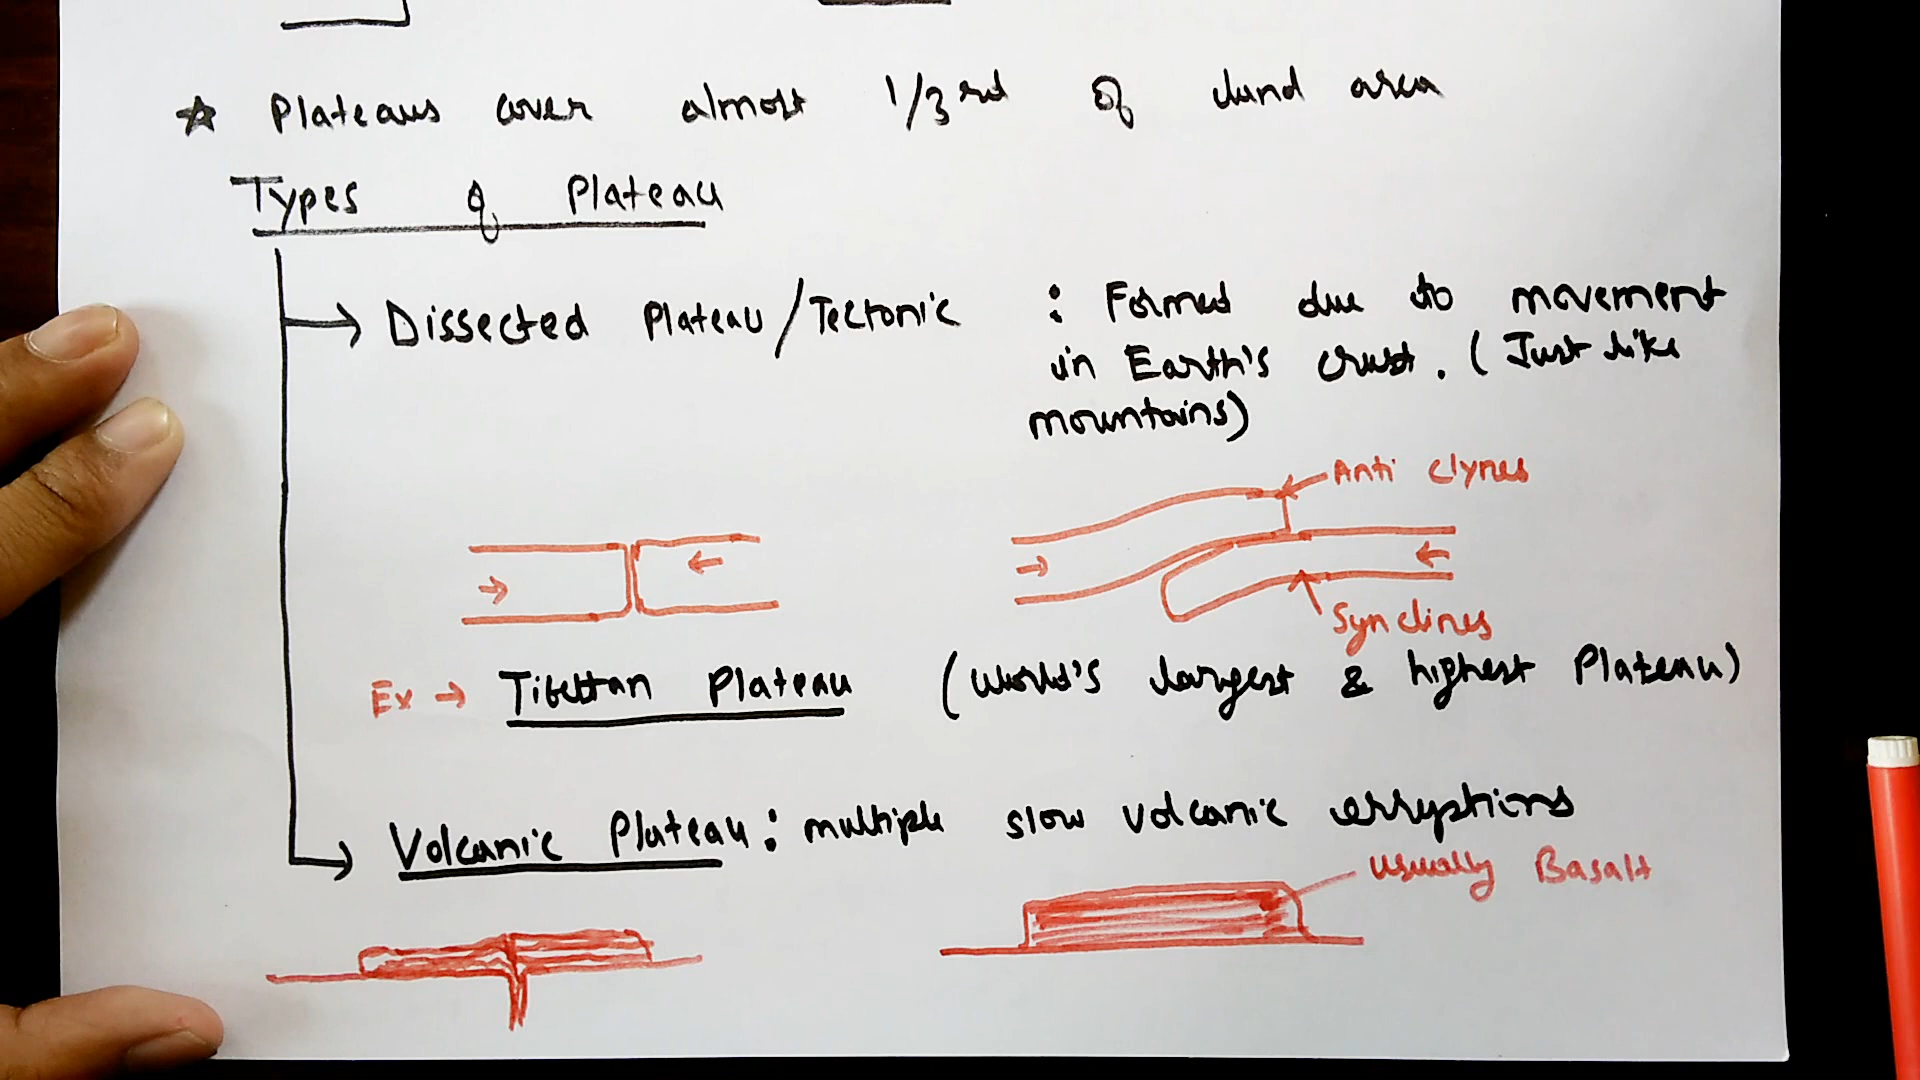 ☆ Plateaus cover almost 1/3rd of land area
Types of Plateau
Dissected Plateau/Tectonic : Formed due to movement
in Earth's crust. (Just like
mountains)
Anti clynes
Synclines
Ex → Tibettan Plateau (World's largest & highest Plateau)
Volcanic Plateau : multiple slow volcanic erruptions
usually Basalt